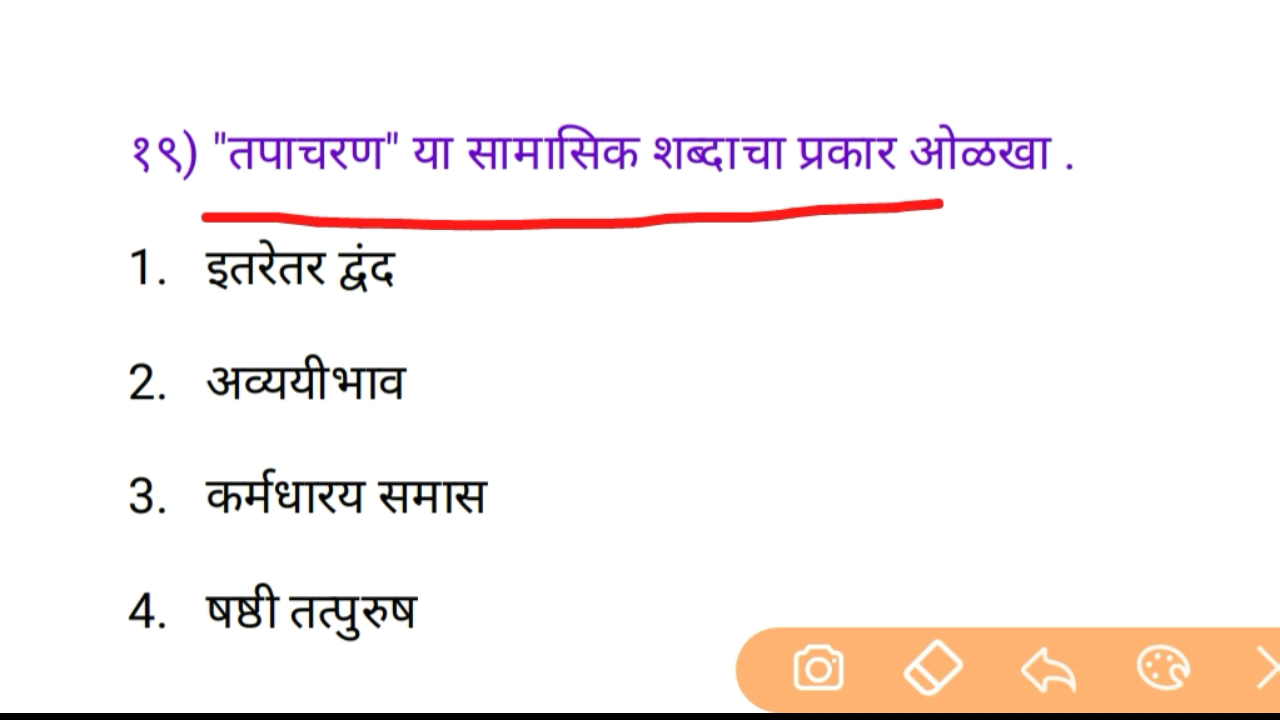 १९) "तपाचरण" या सामासिक शब्दाचा प्रकार ओळखा .
1. इतरेतर द्वंद
2. अव्ययीभाव
3. कर्मधारय समास
4. षष्ठी तत्पुरुष